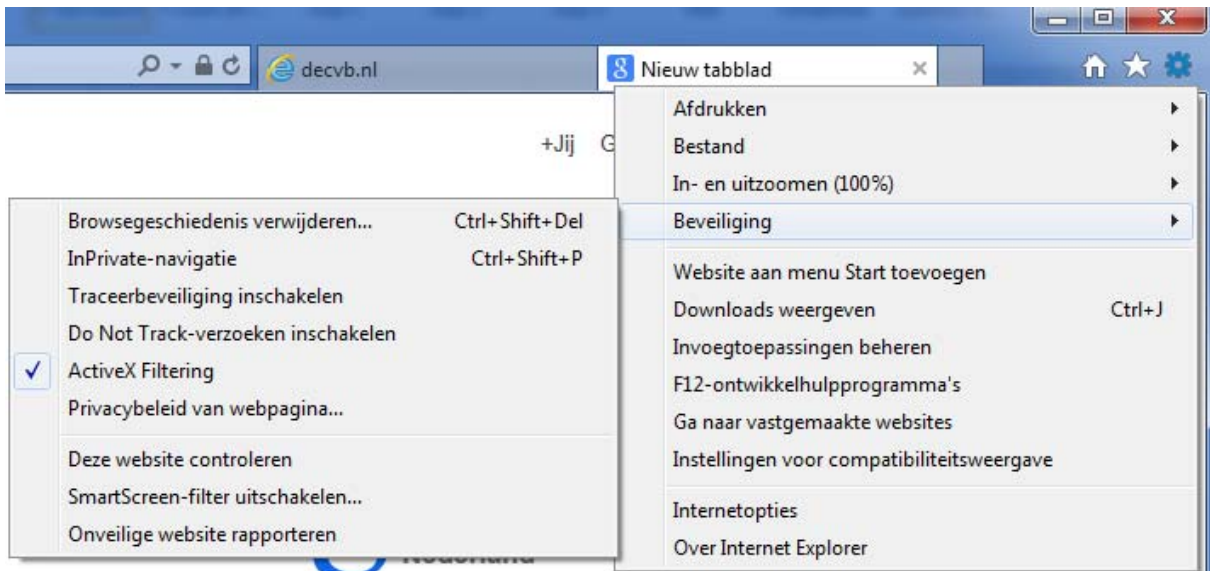 decvb.nl
Nieuw tabblad
+Jij G
Afdrukken
Bestand
In- en uitzoomen (100%)
Beveiliging
Website aan menu Start toevoegen
Downloads weergeven Ctrl+J
Invoegtoepassingen beheren
F12-ontwikkelhulpprogramma's
Ga naar vastgemaakte websites
Instellingen voor compatibiliteitsweergave
Internetopties
Over Internet Explorer
Browsegeschiedenis verwijderen... Ctrl+Shift+Del
InPrivate-navigatie Ctrl+Shift+P
Traceerbeveiliging inschakelen
Do Not Track-verzoeken inschakelen
ActiveX Filtering
Privacybeleid van webpagina...
Deze website controleren
SmartScreen-filter uitschakelen...
Onveilige website rapporteren